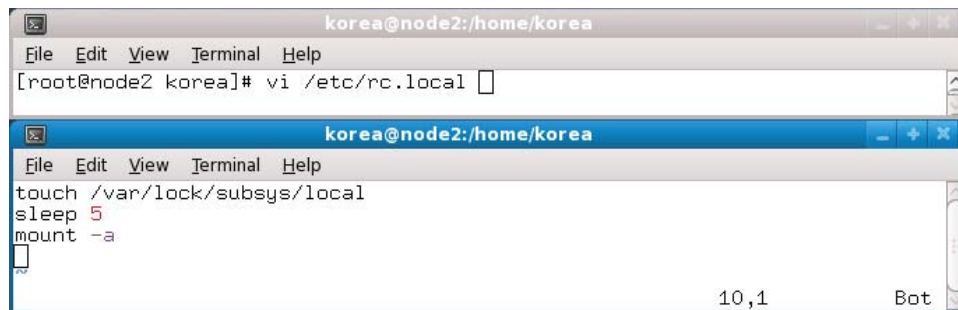 korea@node2:/home/korea
File Edit View Terminal Help
[root@node2 korea]# vi /etc/rc.local
korea@node2:/home/korea
File Edit View Terminal Help
touch /var/lock/subsys/local
sleep 5
mount -a
~
10,1 Bot